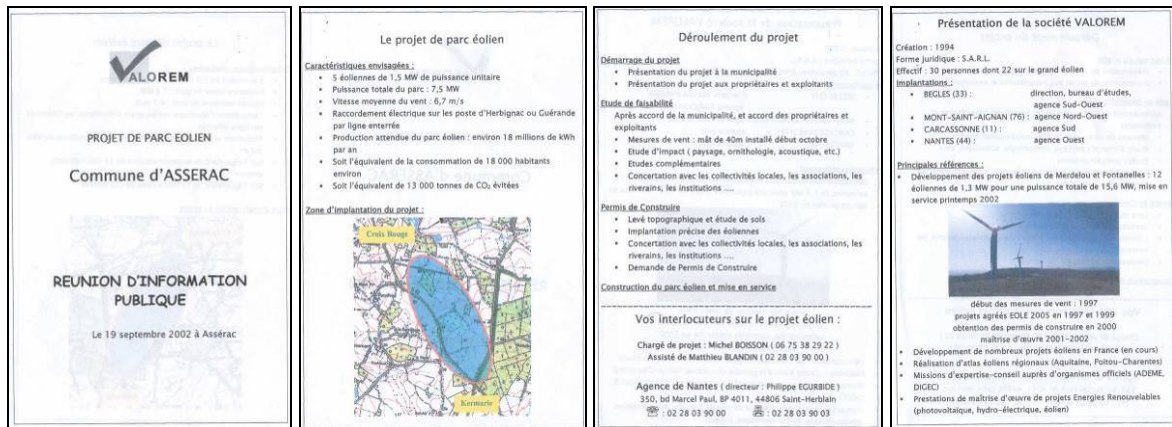 VALOREM
PROJET DE PARC EOLIEN
Commune d'ASSERAC
REUNION D'INFORMATION
PUBLIQUE
Le 19 septembre 2002 à Assérac
Le projet de parc éolien
Caractéristiques envisagées :
• 5 éoliennes de 1,5 MW de puissance unitaire
• Puissance totale du parc : 7,5 MW
• Vitesse moyenne du vent : 6,7 m/s
• Raccordement électrique sur les poste d'Herbignac ou Guérande
par ligne enterrée
• Production attendue du parc éolien : environ 18 millions de kWh
par an
• Soit l'équivalent de la consommation de 18 000 habitants
environ
• Soit l'équivalent de 13 000 tonnes de CO₂ évitées
Zone d'implantation du projet :
Croix Rouge
Kermarie
Déroulement du projet
Démarrage du projet
• Présentation du projet à la municipalité
• Présentation du projet aux propriétaires et exploitants
Etude de faisabilité
Après accord de la municipalité, et accord des propriétaires et
exploitants
• Mesures de vent : mât de 40m installé début octobre
• Etude d'impact ( paysage, ornithologie, acoustique, etc.)
• Etudes complémentaires
• Concertation avec les collectivités locales, les associations, les
riverains, les institutions ....
Permis de Construire
• Levé topographique et étude de sols
• Implantation précise des éoliennes
• Concertation avec les collectivités locales, les associations, les
riverains, les institutions ....
• Demande de Permis de Construire
Construction du parc éolien et mise en service
Vos interlocuteurs sur le projet éolien :
Chargé de projet : Michel BOISSON ( 06 75 38 29 22 )
Assisté de Matthieu BLANDIN ( 02 28 03 90 00 )
Agence de Nantes ( directeur : Philippe EGURBIDE )
350, bd Marcel Paul, BP 4011, 44806 Saint-Herblain
☎ : 02 28 03 90 00 : 02 28 03 90 03
Présentation de la société VALOREM
Création : 1994
Forme juridique : S.A.R.L.
Effectif : 30 personnes dont 22 sur le grand éolien
Implantations :
• BEGLES (33) : direction, bureau d'études,
agence Sud-Ouest
• MONT-SAINT-AIGNAN (76) : agence Nord-Ouest
• CARCASSONNE (11) : agence Sud
• NANTES (44) : agence Ouest
Principales références :
• Développement des projets éoliens de Merdelou et Fontanelles : 12
éoliennes de 1,3 MW pour une puissance totale de 15,6 MW, mise en
service printemps 2002
début des mesures de vent : 1997
projets agréés EOLE 2005 en 1997 et 1999
obtention des permis de construire en 2000
maîtrise d'œuvre 2001-2002
• Développement de nombreux projets éoliens en France (en cours)
• Réalisation d'atlas éoliens régionaux (Aquitaine, Poitou-Charentes)
• Missions d'expertise-conseil auprès d'organismes officiels (ADEME,
DIGEC)
• Prestations de maîtrise d'œuvre de projets Energies Renouvelables
(photovoltaïque, hydro-électrique, éolien)